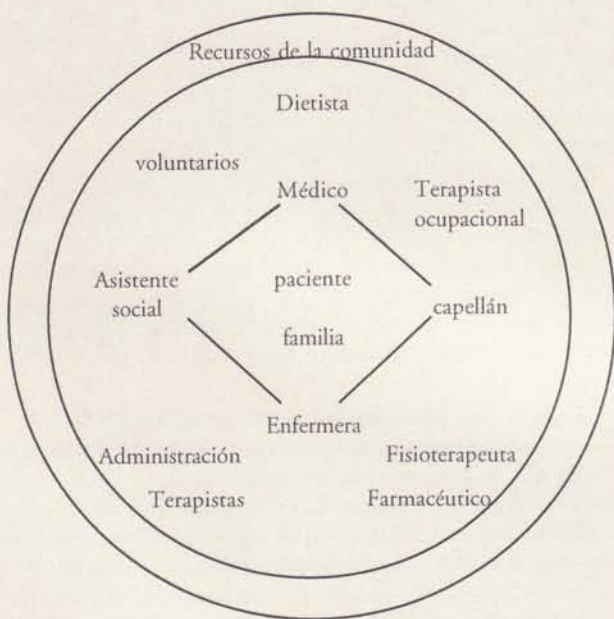 Recursos de la comunidad
Dietista
voluntarios
Médico
Terapista
ocupacional
Asistente
social
paciente
capellán
familia
Enfermera
Administración
Fisioterapeuta
Terapistas
Farmacéutico